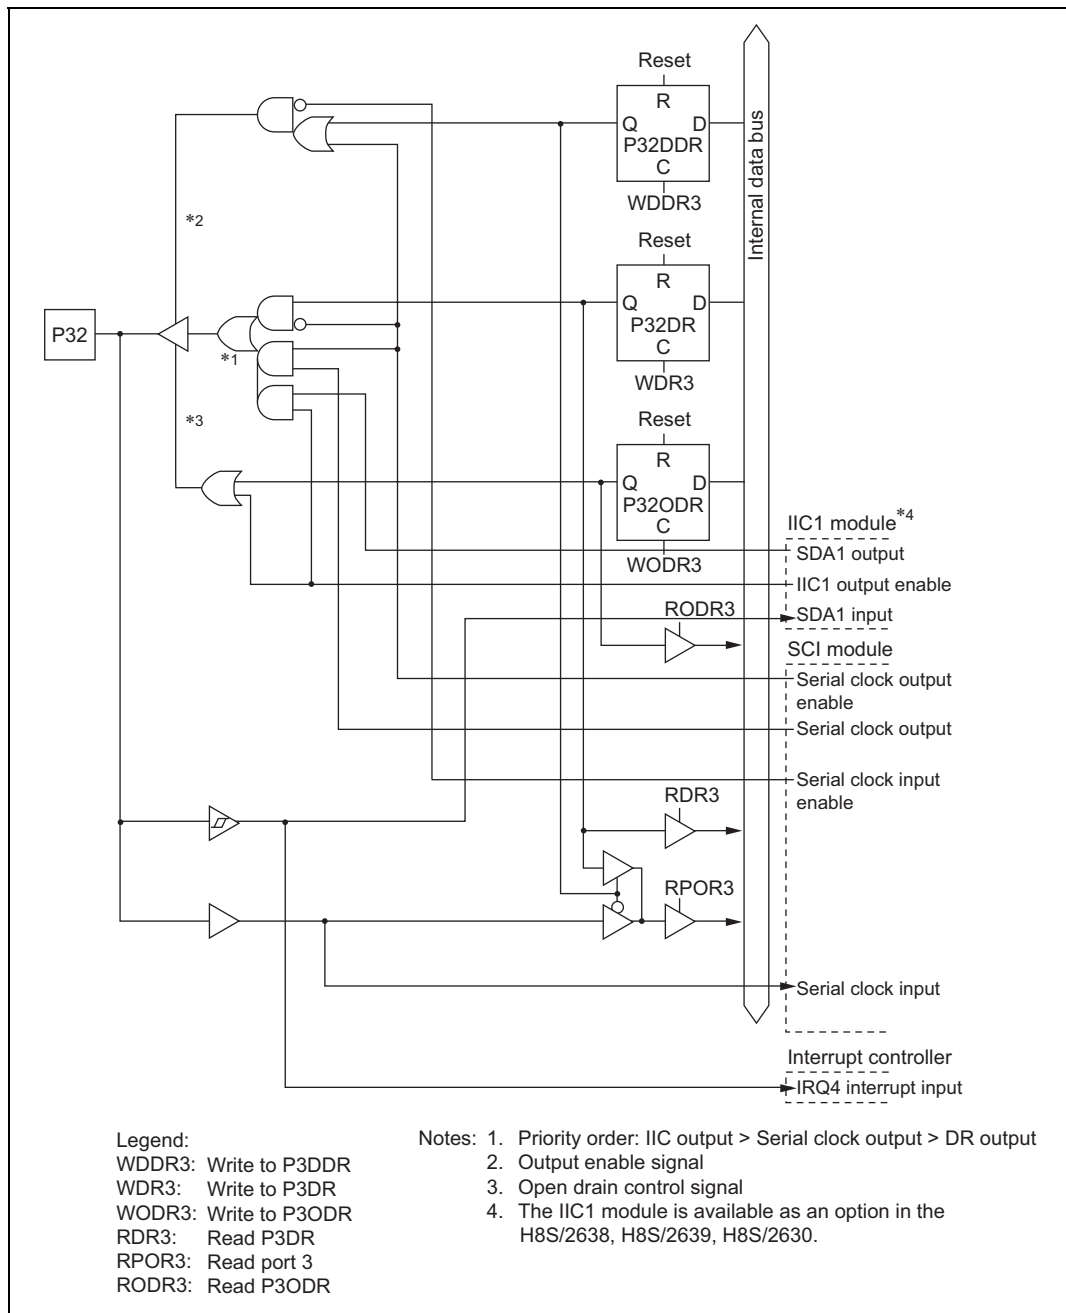 Reset
R
Q D
P32DDR
C
WDDR3
Internal data bus
*2
Reset
R
Q D
P32DR
C
WDR3
P32
*1
*3
Reset
R
Q D
P32ODR
C
WODR3
IIC1 module*4
SDA1 output
IIC1 output enable
SDA1 input
RODR3
SCI module
Serial clock output
enable
Serial clock output
Serial clock input
enable
RDR3
RPOR3
Serial clock input
Interrupt controller
IRQ4 interrupt input
Legend:
WDDR3: Write to P3DDR
WDR3: Write to P3DR
WODR3: Write to P3ODR
RDR3: Read P3DR
RPOR3: Read port 3
RODR3: Read P3ODR
Notes: 1. Priority order: IIC output > Serial clock output > DR output
2. Output enable signal
3. Open drain control signal
4. The IIC1 module is available as an option in the
H8S/2638, H8S/2639, H8S/2630.